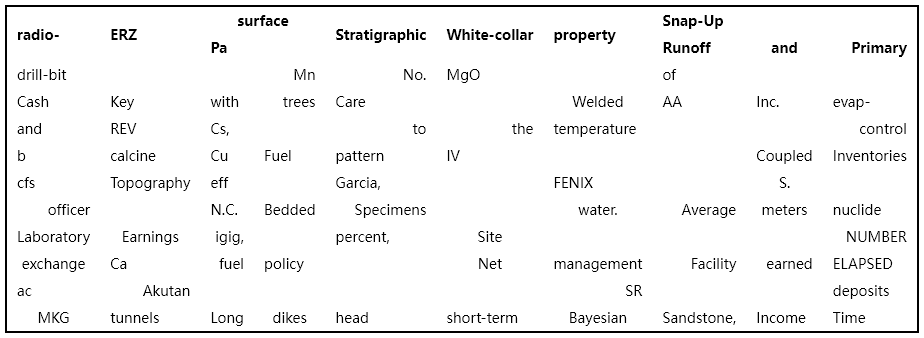 radio- ERZ surface Pa Stratigraphic White-collar property Snap-Up Runoff and Primary
drill-bit Mn No. MgO of
Cash Key with trees Care Welded AA Inc. evap-
and REV Cs, to the temperature control
b calcine Cu Fuel pattern IV Coupled Inventories
cfs Topography eff Garcia, FENIX S.
officer N.C. Bedded Specimens water. Average meters nuclide
Laboratory Earnings igig, percent, Site NUMBER
exchange Ca fuel policy Net management Facility earned ELAPSED
ac Akutan SR deposits
MKG tunnels Long dikes head short-term Bayesian Sandstone, Income Time